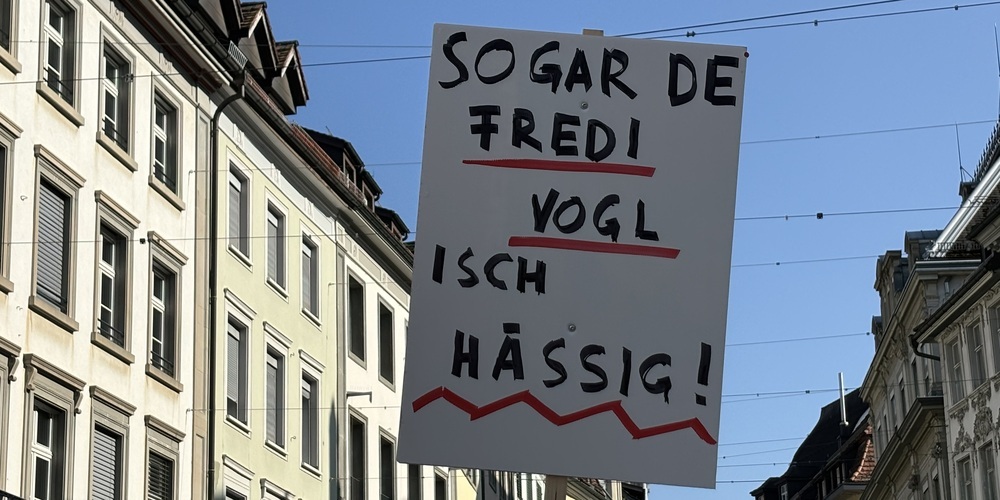 SOGAR DE
FREDI
VOGL
ISCH
HÄSSIG!